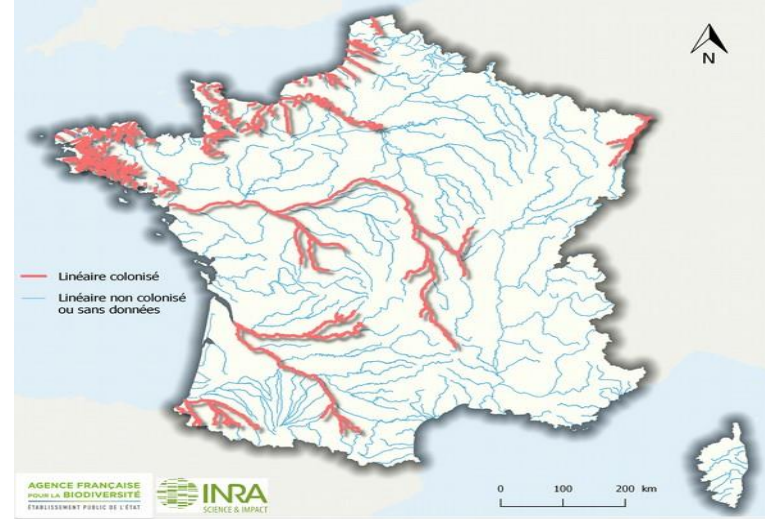 N
Linéaire colonisé
Linéaire non colonisé
ou sans données
AGENCE FRANÇAISE
POUR LA BIODIVERSITÉ
ÉTABLISSEMENT PUBLIC DE L'ÉTAT
INRA
SCIENCE & IMPACT
0 100 200 km